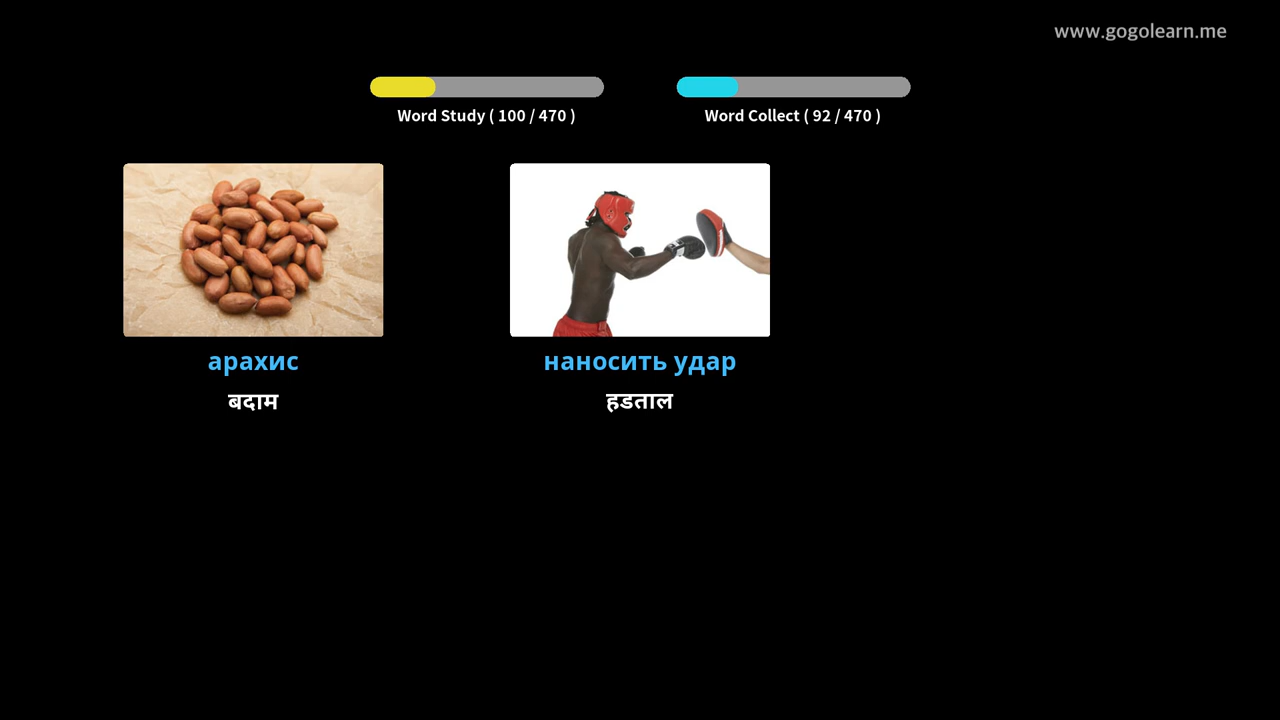 www.gogolearn.me
Word Study ( 100 / 470 )
Word Collect ( 92 / 470 )
арахис
наносить удар
बदाम
हडताल